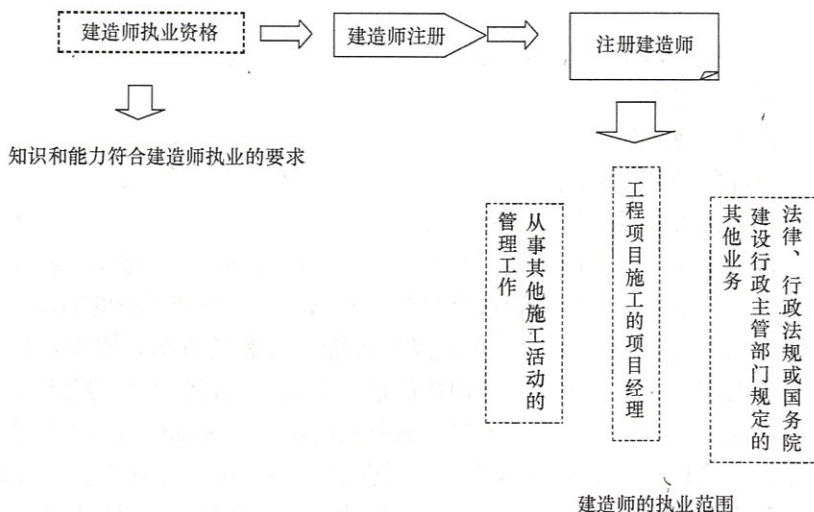 建造师执业资格
建造师注册
注册建造师
知识和能力符合建造师执业的要求
从事其他施工活动的
管理工作
工程项目施工的项目经理
法律、行政法规或国务院
建设行政主管部门规定的
其他业务
建造师的执业范围